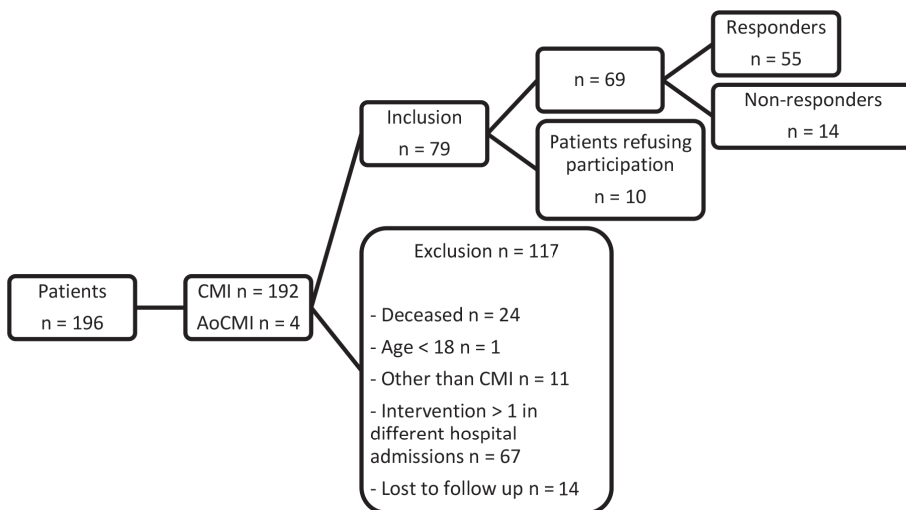 Patients
n = 196
CMI n = 192
AoCMI n = 4
Inclusion
n = 79
n = 69
Patients refusing
participation
n = 10
Responders
n = 55
Non-responders
n = 14
Exclusion n = 117
- Deceased n = 24
- Age < 18 n = 1
- Other than CMI n = 11
- Intervention > 1 in
different hospital
admissions n = 67
- Lost to follow up n = 14